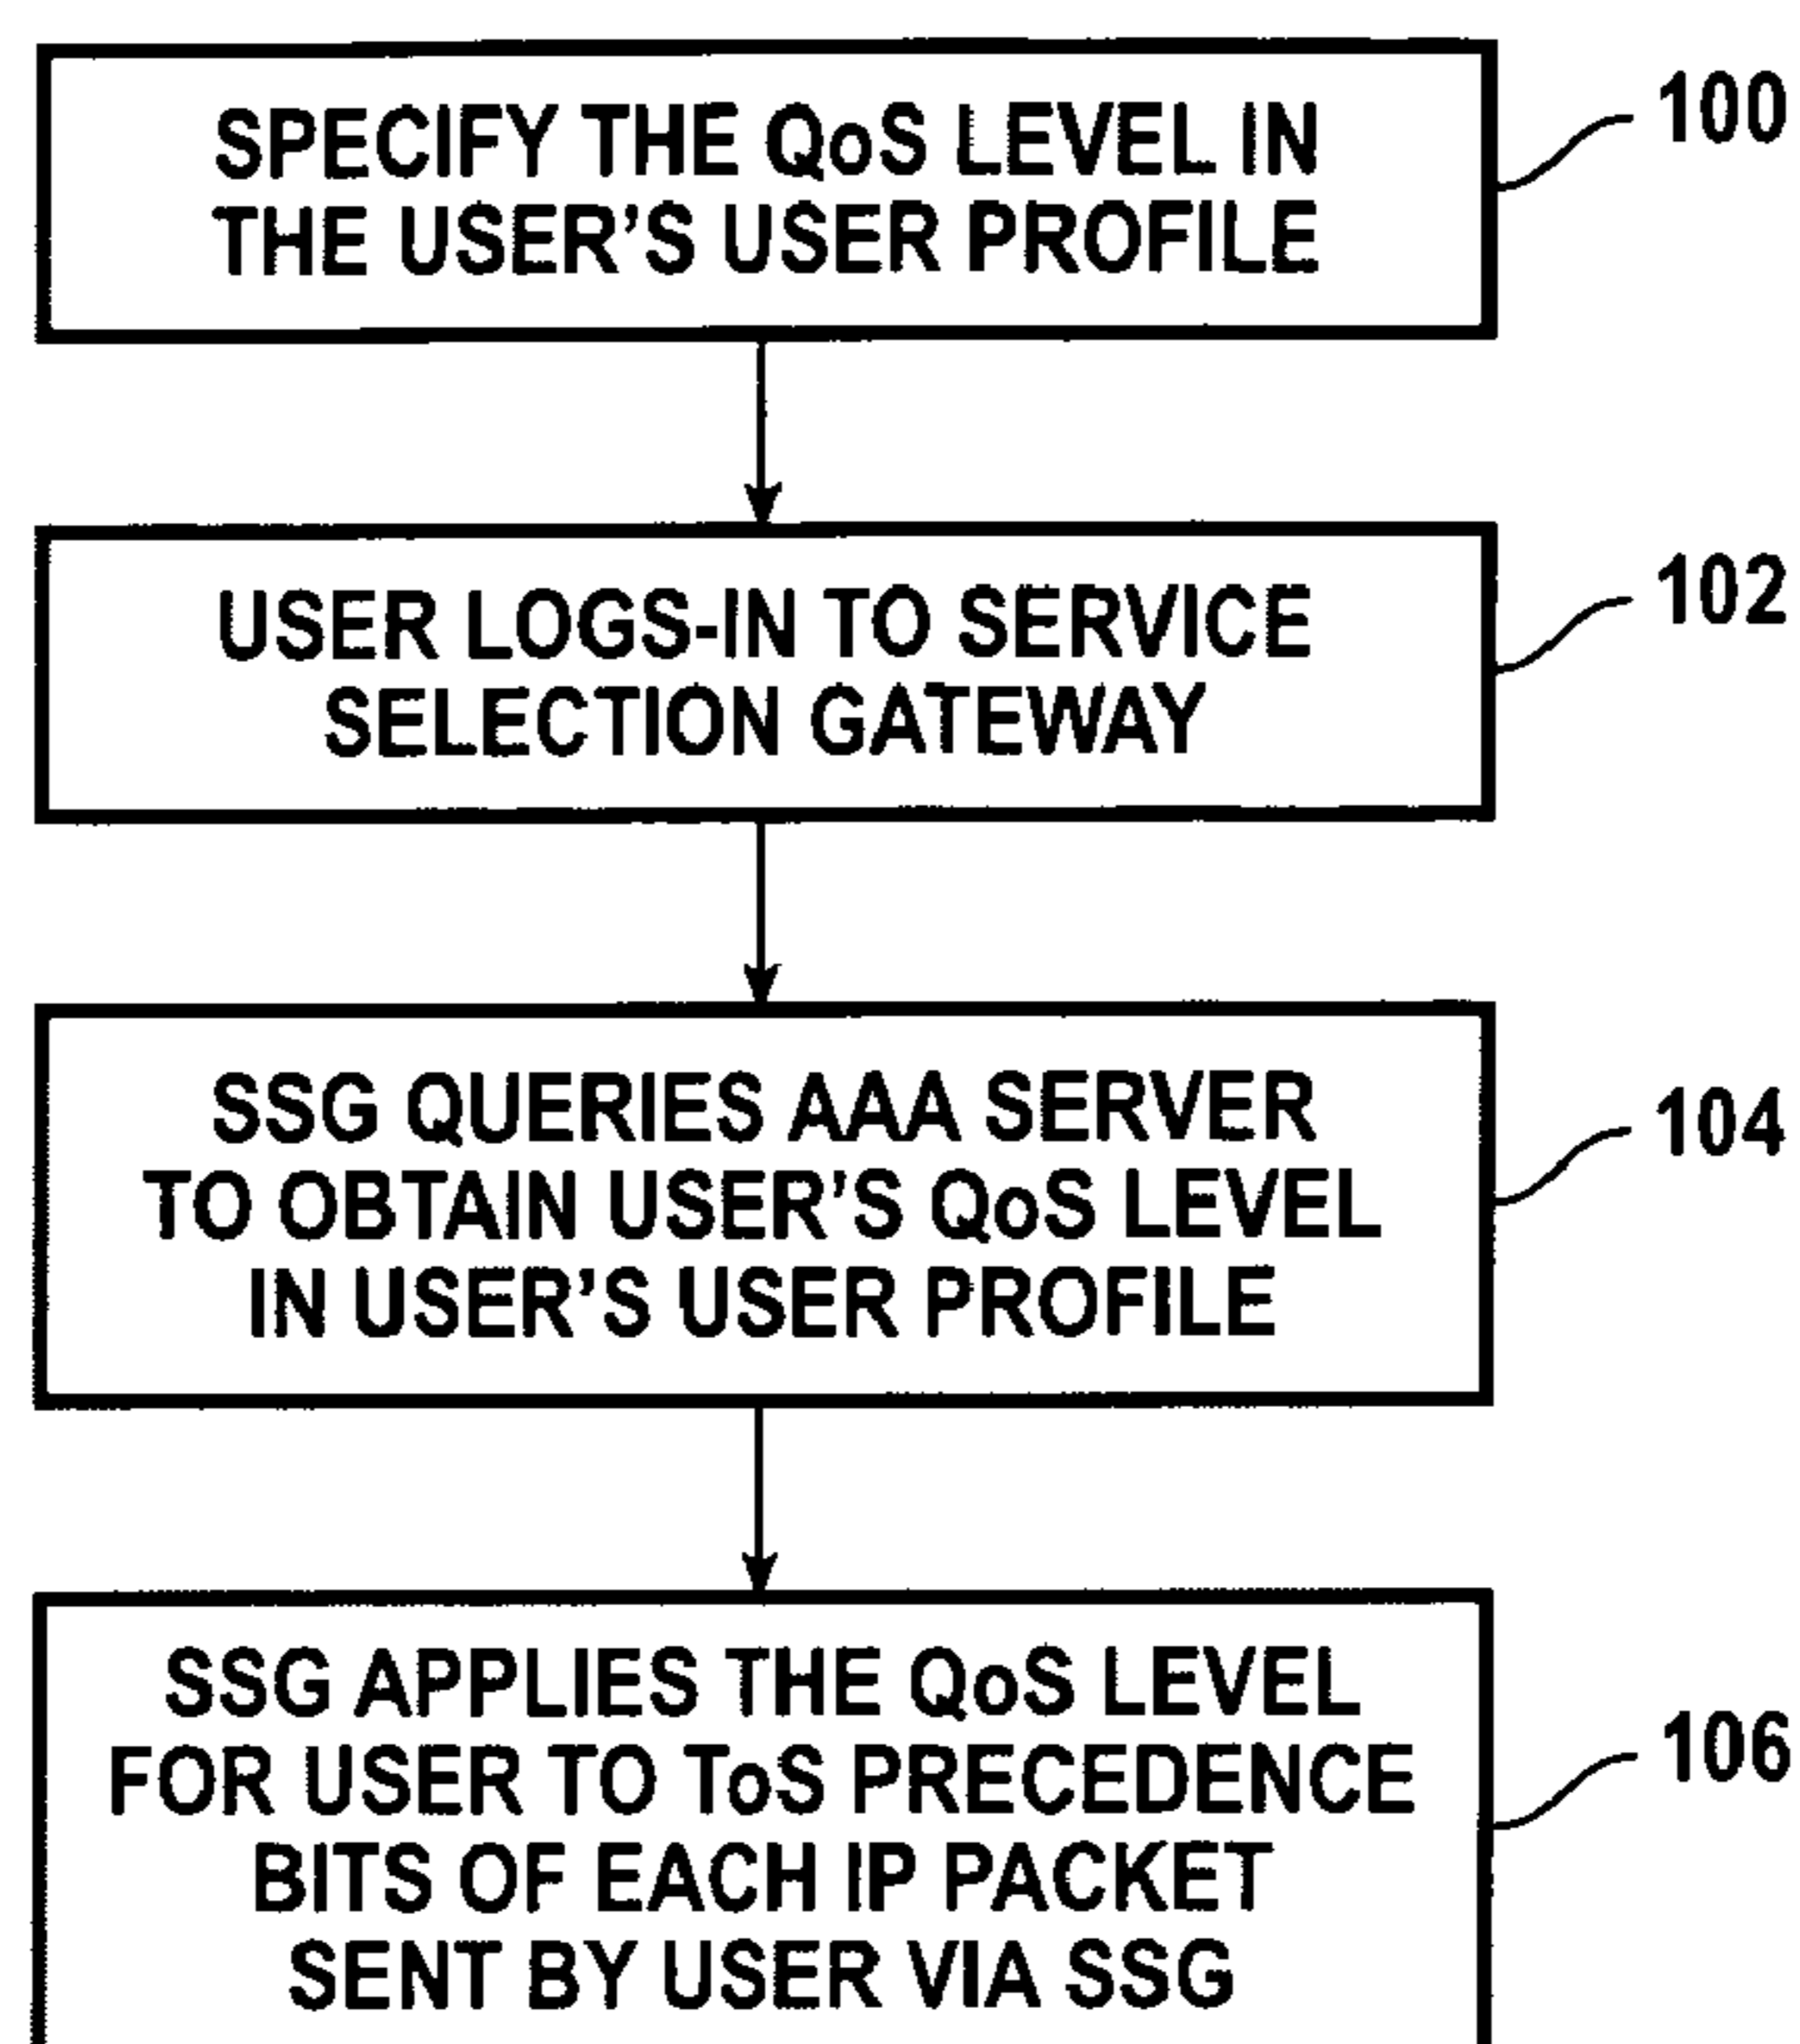 SPECIFY THE QoS LEVEL IN
THE USER'S USER PROFILE
100
USER LOGS-IN TO SERVICE
SELECTION GATEWAY
102
SSG QUERIES AAA SERVER
TO OBTAIN USER'S QoS LEVEL
IN USER'S USER PROFILE
104
SSG APPLIES THE QoS LEVEL
FOR USER TO ToS PRECEDENCE
BITS OF EACH IP PACKET
SENT BY USER VIA SSG
106